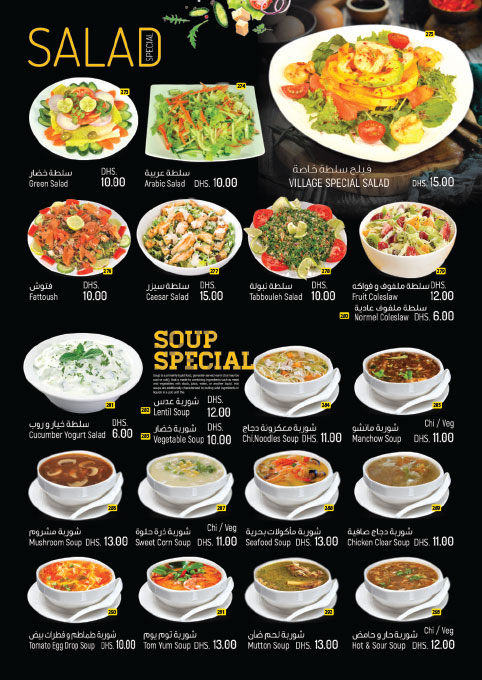 SALAD
SPECIAL
273
سلطة خضار
Green Salad
DHS.
10.00
274
سلطة عربية
Arabic Salad DHS. 10.00
275
فيلج سلطة خاصة
VILLAGE SPECIAL SALAD DHS. 15.00
276
فتوش
Fattoush
DHS.
10.00
277
سلطة سيزر
Ceesar Salad
DHS.
15.00
278
سلطة تبولة
Tabbouleh Salad
DHS.
10.00
279
سلطة ملفوف و فواكه
Fruit Coleslaw
DHS.
12.00
280
سلطة ملفوف عادية
Normel Coleslaw DHS. 6.00
281
سلطة خيار و روب
Cucumber Yogurt Salad
DHS.
6.00
SOUP
SPECIAL
شوربة عدس
Lentil Soup
DHS.
12.00
شوربة خضار
Vegetable Soup
DHS.
10.00
284
شوربة معكرونة دجاج
Chi.Noodles Soup DHS. 11.00
285
شوربة مانشو
Manchow Soup
Chi / Veg
DHS. 11.00
286
شوربة مشروم
Mushroom Soup DHS. 13.00
287
شوربة ذرة حلوة
Sweet Corn Soup
Chi / Veg
DHS. 11.00
288
شوربة مأكولات بحرية
Seafood Soup DHS. 13.00
289
شوربة دجاج صافية
Chicken Clear Soup DHS. 11.00
290
شوربة طماطم و قطرات بيض
Tomato Egg Drop Soup DHS. 10.00
291
شوربة توم يوم
Tom Yum Soup DHS. 13.00
292
شوربة لحم ضأن
Mutton Soup DHS. 13.00
شوربة حار و حامض
Hot & Sour Soup
Chi / Veg
DHS. 11.00